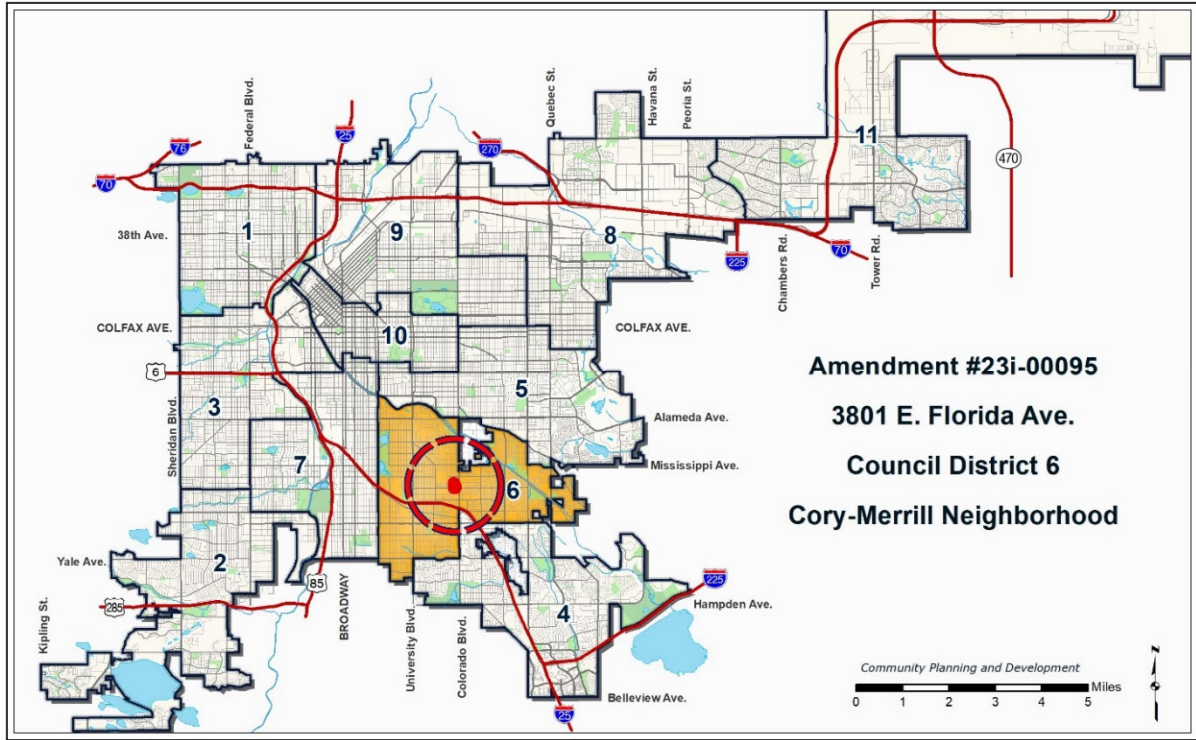 Federal Blvd.
Quebec St.
Havana St.
Peoria St.
11
76
25
270
470
70
38th Ave.
1
9
8
225
Chambers Rd.
70
Tower Rd.
COLFAX AVE.
10
COLFAX AVE.
6
3
Sheridan Blvd.
5
Alameda Ave.
7
Mississippi Ave.
6
Amendment #23i-00095
3801 E. Florida Ave.
Council District 6
Cory-Merrill Neighborhood
Yale Ave.
2
85
BROADWAY
285
Kipling St.
University Blvd.
Colorado Blvd.
4
225
Hampden Ave.
Belleview Ave.
25
Community Planning and Development
Miles
0 1 2 3 4 5
z